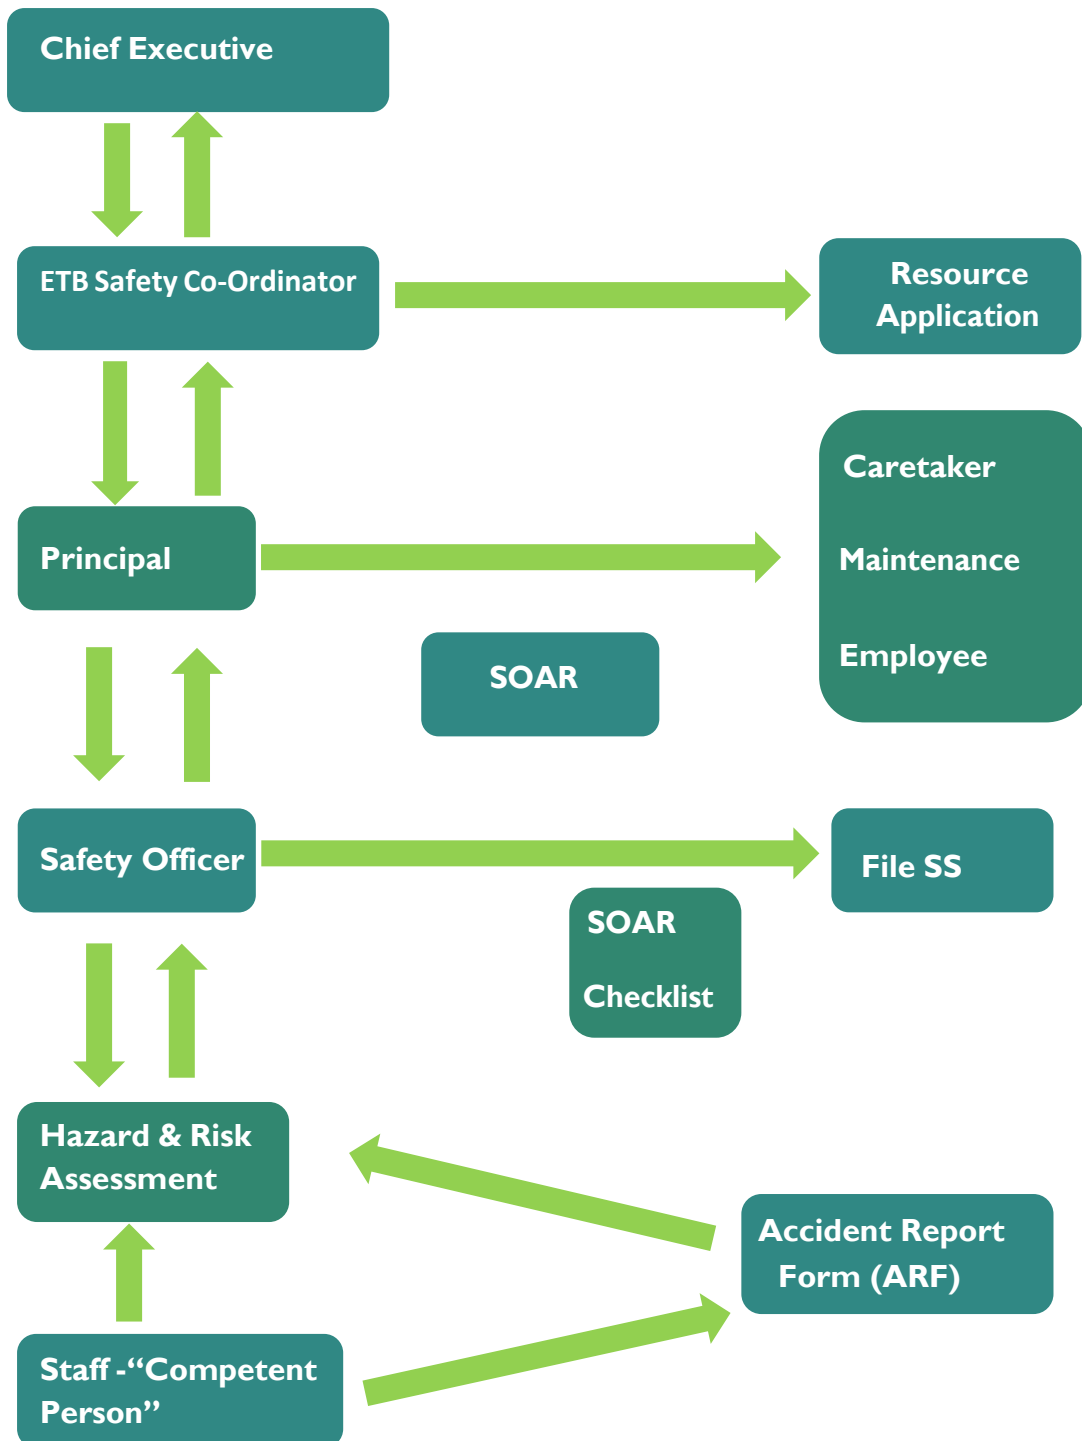 Chief Executive
ETB Safety Co-Ordinator
Resource
Application
Caretaker
Principal
Maintenance
Employee
SOAR
Safety Officer
File SS
SOAR
Checklist
Hazard & Risk
Assessment
Accident Report
Form (ARF)
Staff -“Competent
Person”